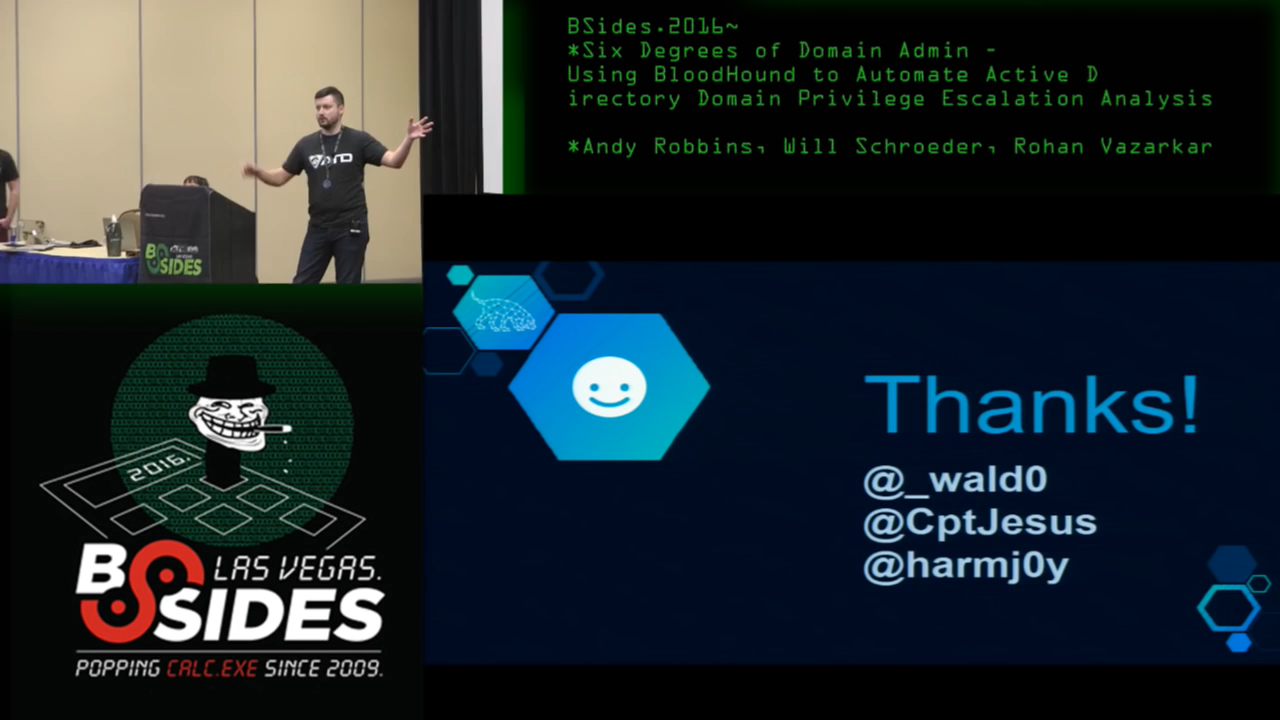 BSides.2016~
*Six Degrees of Domain Admin -
Using BloodHound to Automate Active D
irectory Domain Privilege Escalation Analysis
*Andy Robbins, Will Schroeder, Rohan Vazarkar
BSIDES
Thanks!
@_wald0
@CptJesus
@harmj0y
2016.
BSIDES
LAS VEGAS.
POPPING CALC.EXE SINCE 2009.